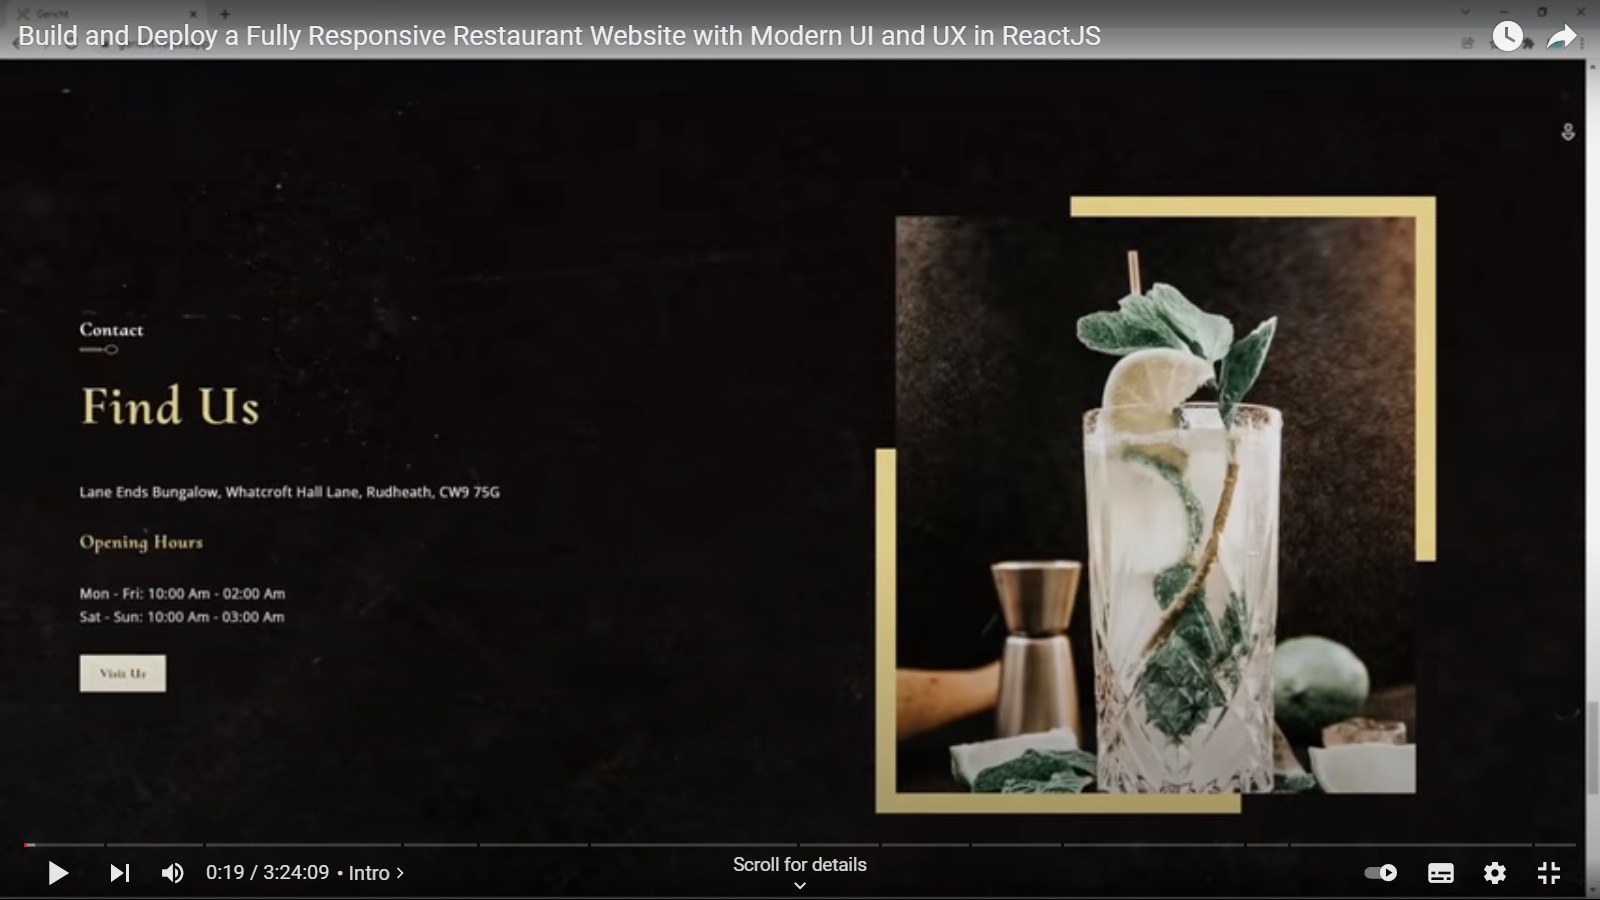 Gericht
Build and Deploy a Fully Responsive Restaurant Website with Modern UI and UX in ReactJS
Contact
Find Us
Lane Ends Bungalow, Whatcroft Hall Lane, Rudheath, CW9 75G
Opening Hours
Mon - Fri: 10:00 Am - 02:00 Am
Sat - Sun: 10:00 Am - 03:00 Am
Visit Us
Scroll for details
0:19 / 3:24:09 • Intro